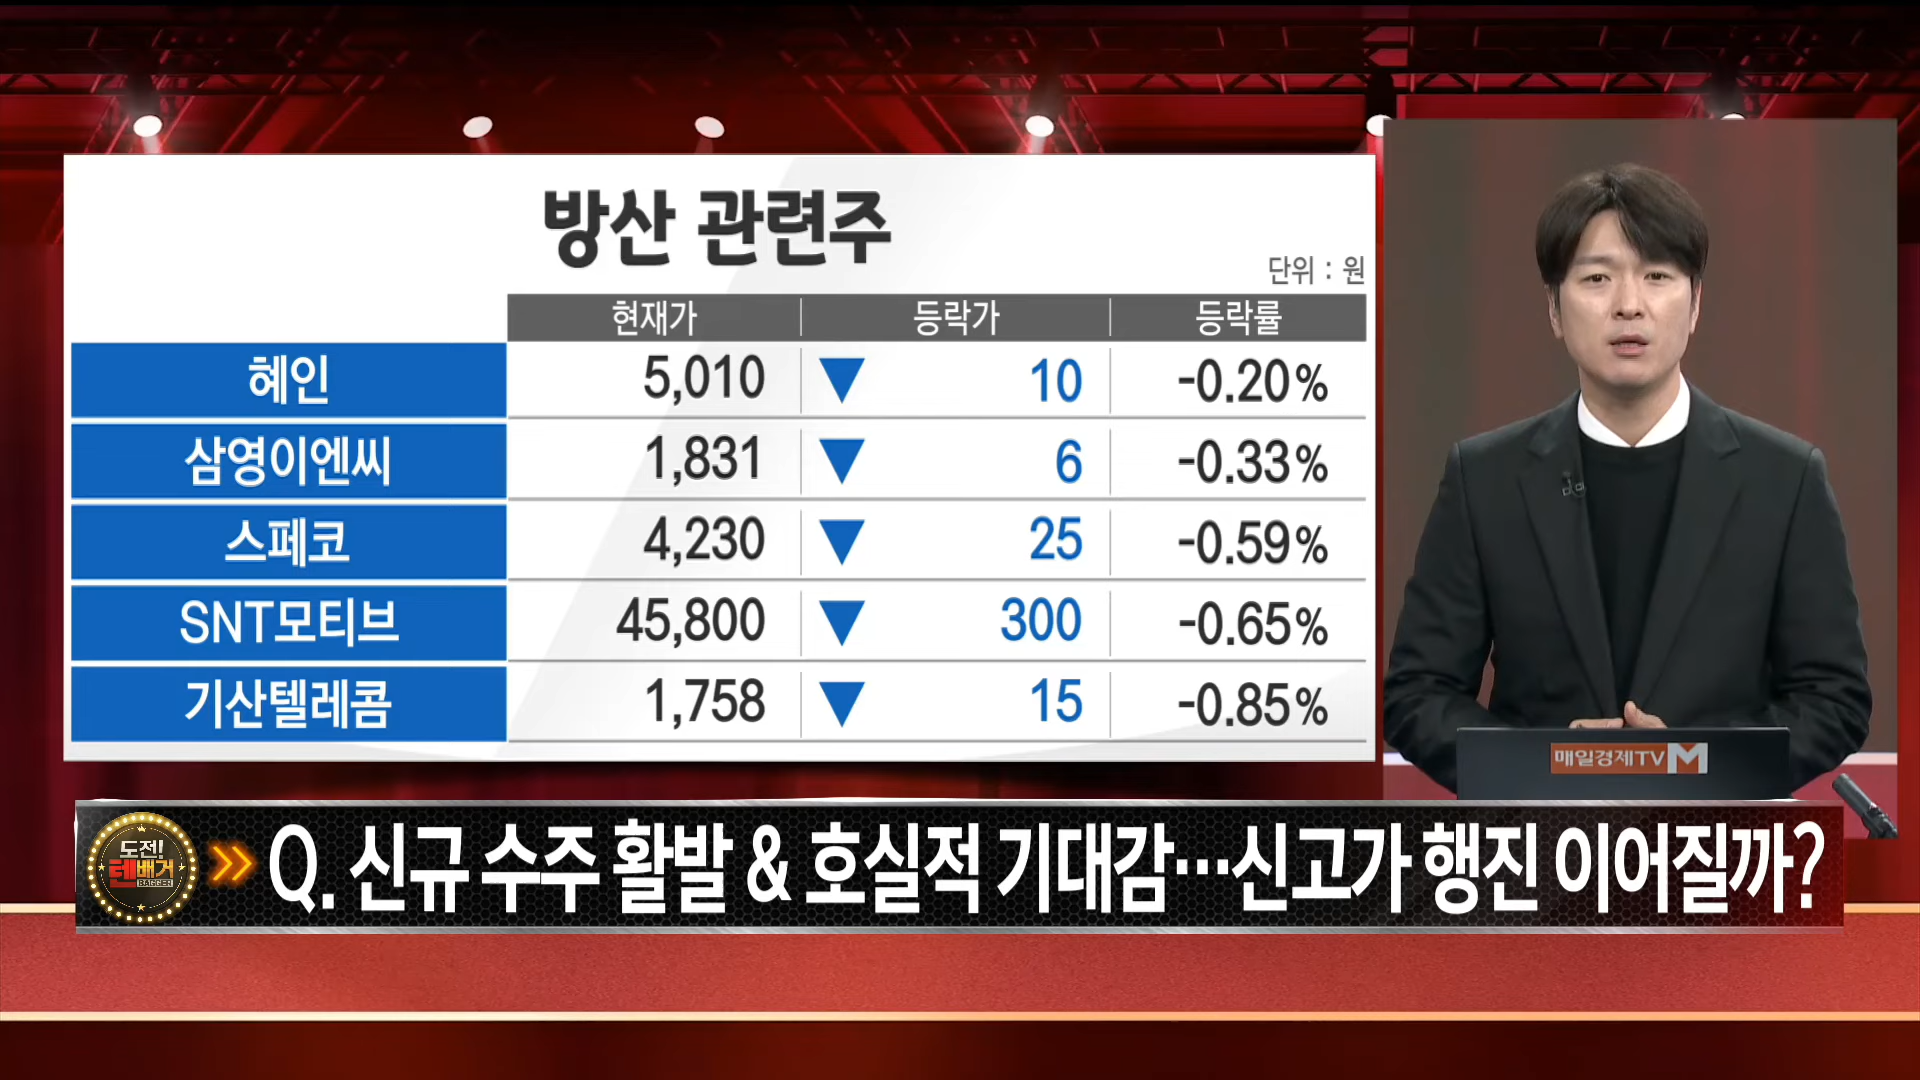 방산 관련주
단위 : 원
현재가 등락가 등락률
혜인 5,010 ▼ 10 -0.20%
삼영이엔씨 1,831 ▼ 6 -0.33%
스페코 4,230 ▼ 25 -0.59%
SNT모티브 45,800 ▼ 300 -0.65%
기산텔레콤 1,758 ▼ 15 -0.85%
매일경제TV M
도전!
텐배거
BAGGER
Q. 신규 수주 활발 & 호실적 기대감…신고가 행진 이어질까?